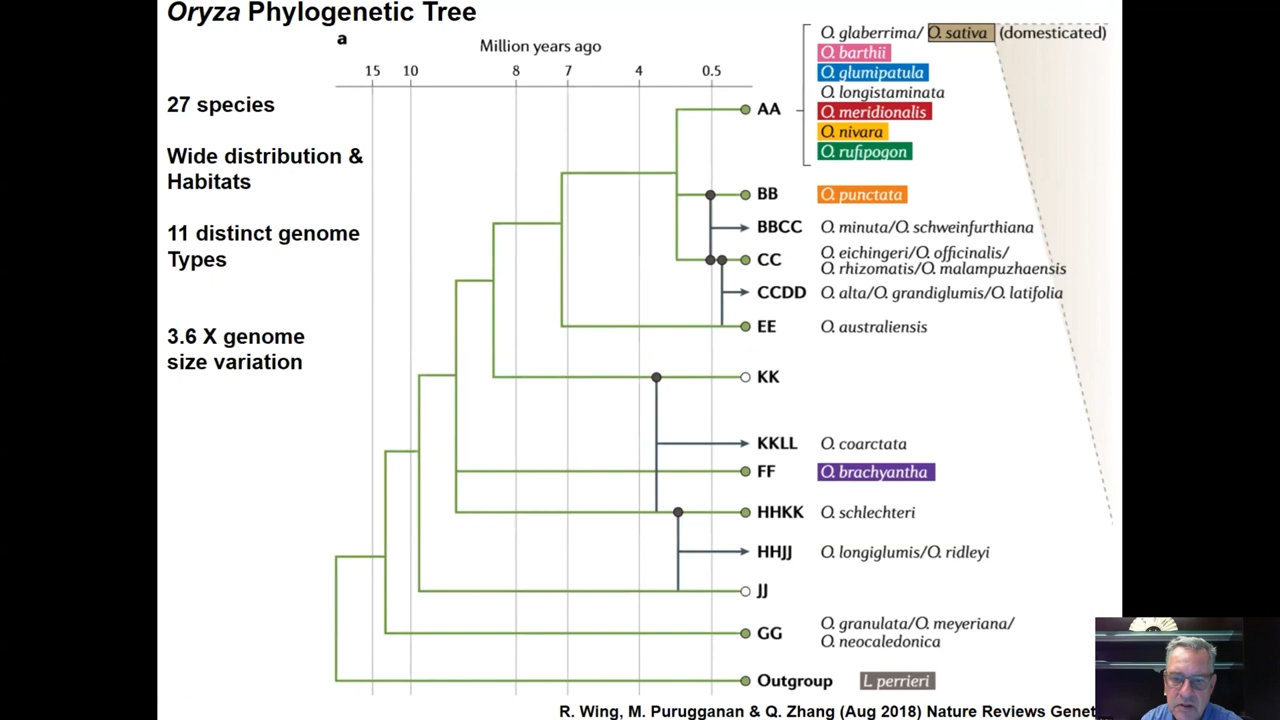 Oryza Phylogenetic Tree
a
Million years ago
15 10 8 7 4 0.5
27 species
Wide distribution &
Habitats
11 distinct genome
Types
3.6 X genome
size variation
AA
O. glaberrima/ O. sativa (domesticated)
O. barthii
O. glumipatula
O. longistaminata
O. meridionalis
O. nivara
O. rufipogon
BB O. punctata
BBCC O. minuta/O. schweinfurthiana
CC O. eichingeri/O. officinalis/
O. rhizomatis/O. malampuzhaensis
CCDD O. alta/O. grandiglumis/O. latifolia
EE O. australiensis
KK
KKLL O. coarctata
FF O. brachyantha
HHKK O. schlechteri
HHJJ O. longiglumis/O. ridleyi
JJ
GG O. granulata/O. meyeriana/
O. neocaledonica
Outgroup L. perrieri
R. Wing, M. Purugganan & Q. Zhang (Aug 2018) Nature Reviews Genet